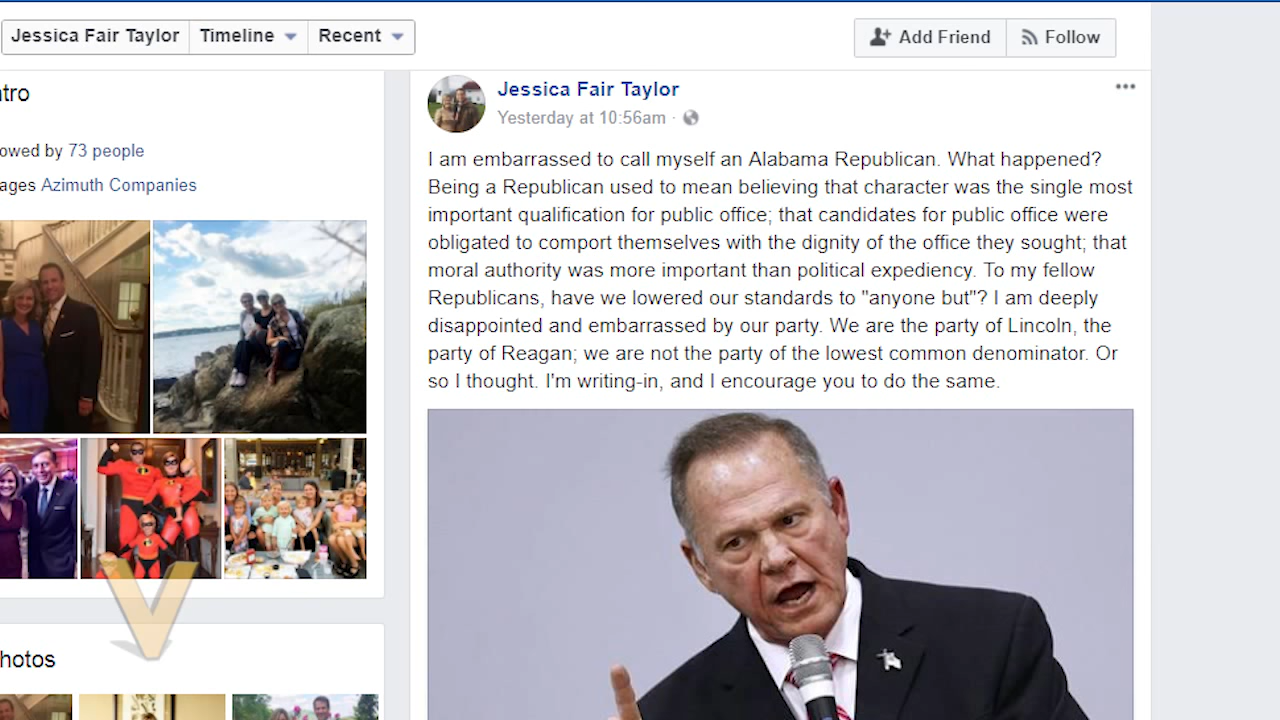 Jessica Fair Taylor Timeline Recent Add Friend Follow
ntro
owed by 73 people
ages Azimuth Companies
hotos
Jessica Fair Taylor
Yesterday at 10:56am ·
I am embarrassed to call myself an Alabama Republican. What happened?
Being a Republican used to mean believing that character was the single most
important qualification for public office; that candidates for public office were
obligated to comport themselves with the dignity of the office they sought; that
moral authority was more important than political expediency. To my fellow
Republicans, have we lowered our standards to "anyone but"? I am deeply
disappointed and embarrassed by our party. We are the party of Lincoln, the
party of Reagan; we are not the party of the lowest common denominator. Or
so I thought. I'm writing-in, and I encourage you to do the same.